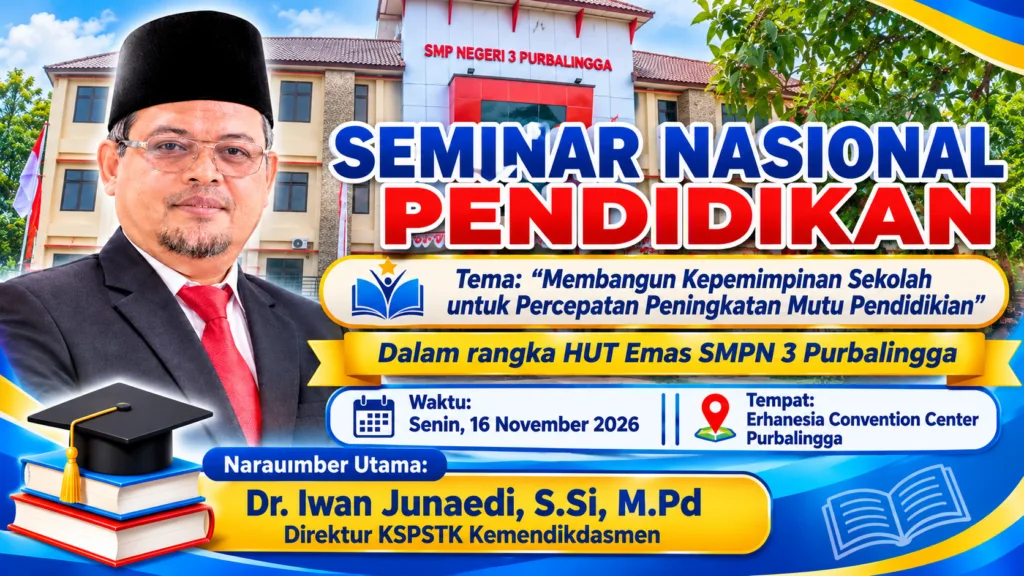 SMP NEGERI 3 PURBALINGGA
SEMINAR NASIONAL
PENDIDIKAN
Tema: “Membangun Kepemimpinan Sekolah
untuk Percepatan Peningkatan Mutu Pendidikian”
Dalam rangka HUT Emas SMPN 3 Purbalingga
Waktu:
Senin, 16 November 2026
Tempat:
Erhanesia Convention Center
Purbalingga
Narauımber Utama:
Dr. Iwan Junaedi, S.Si, M.Pd
Direktur KSPSTK Kemendikdasmen